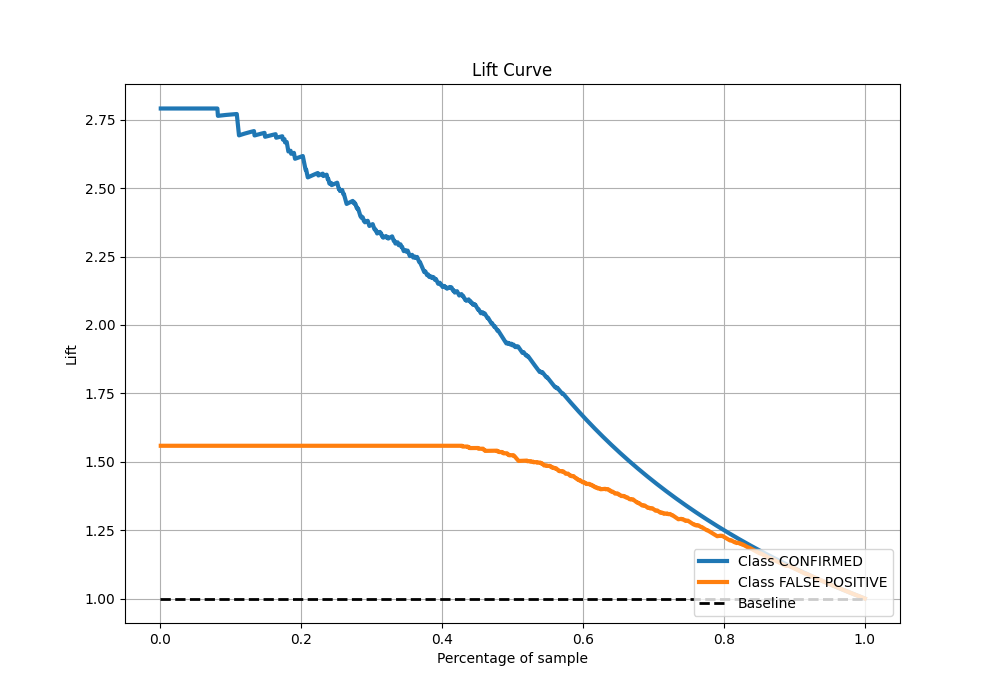 Lift Curve
Lift
2.75
2.50
2.25
2.00
1.75
1.50
1.25
1.00
0.0 0.2 0.4 0.6 0.8 1.0
Percentage of sample
Class CONFIRMED
Class FALSE POSITIVE
Baseline